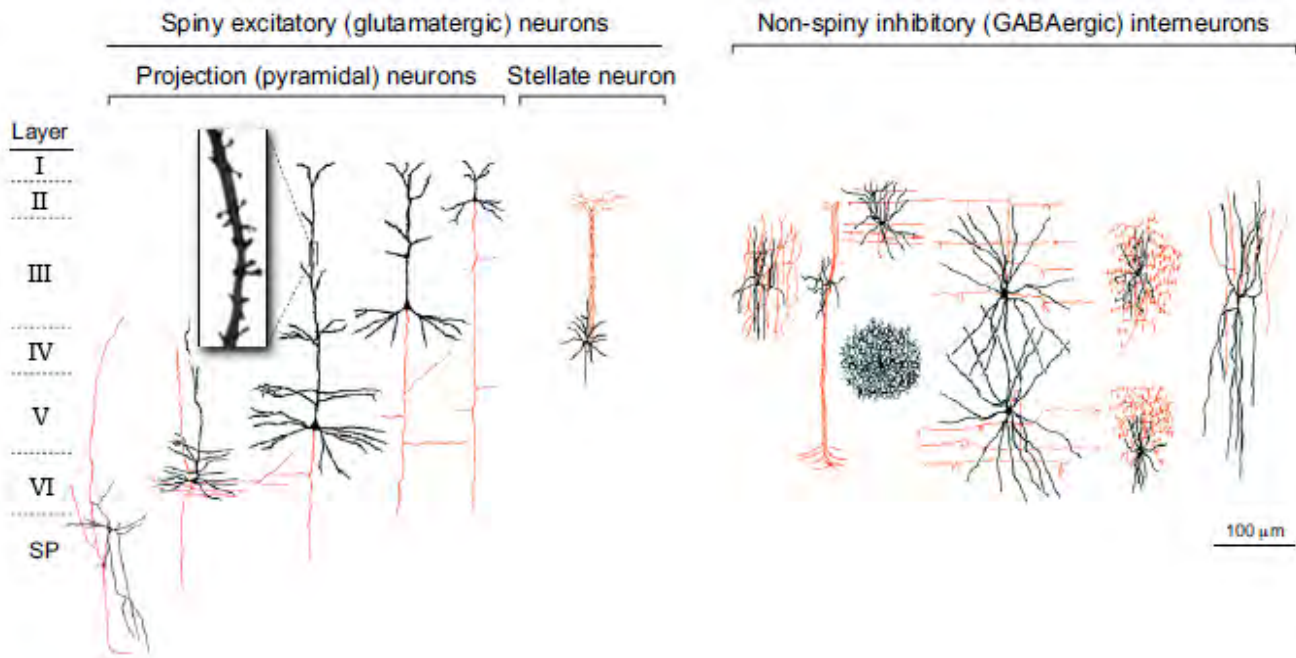 Spiny excitatory (glutamatergic) neurons
Non-spiny inhibitory (GABAergic) interneurons
Projection (pyramidal) neurons
Stellate neuron
Layer
I
II
III
IV
V
VI
SP
100 µm